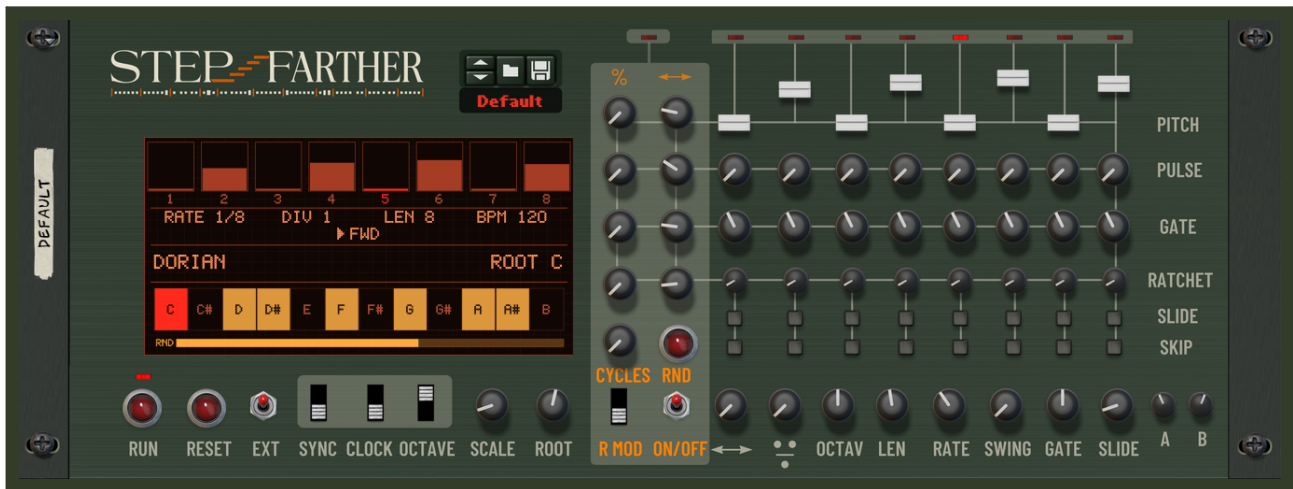 STEP FARTHER
Default
%
DEFAULT
1 2 3 4 5 6 7 8
RATE 1/8 DIV 1 LEN 8 BPM 120
FWD
DORIAN ROOT C
C C# D D# E F F# G G# A A# B
RND
PITCH
PULSE
GATE
RATCHET
SLIDE
SKIP
CYCLES RND
RUN RESET EXT SYNC CLOCK OCTAVE SCALE ROOT
R MOD ON/OFF
OCTAV LEN RATE SWING GATE SLIDE A B